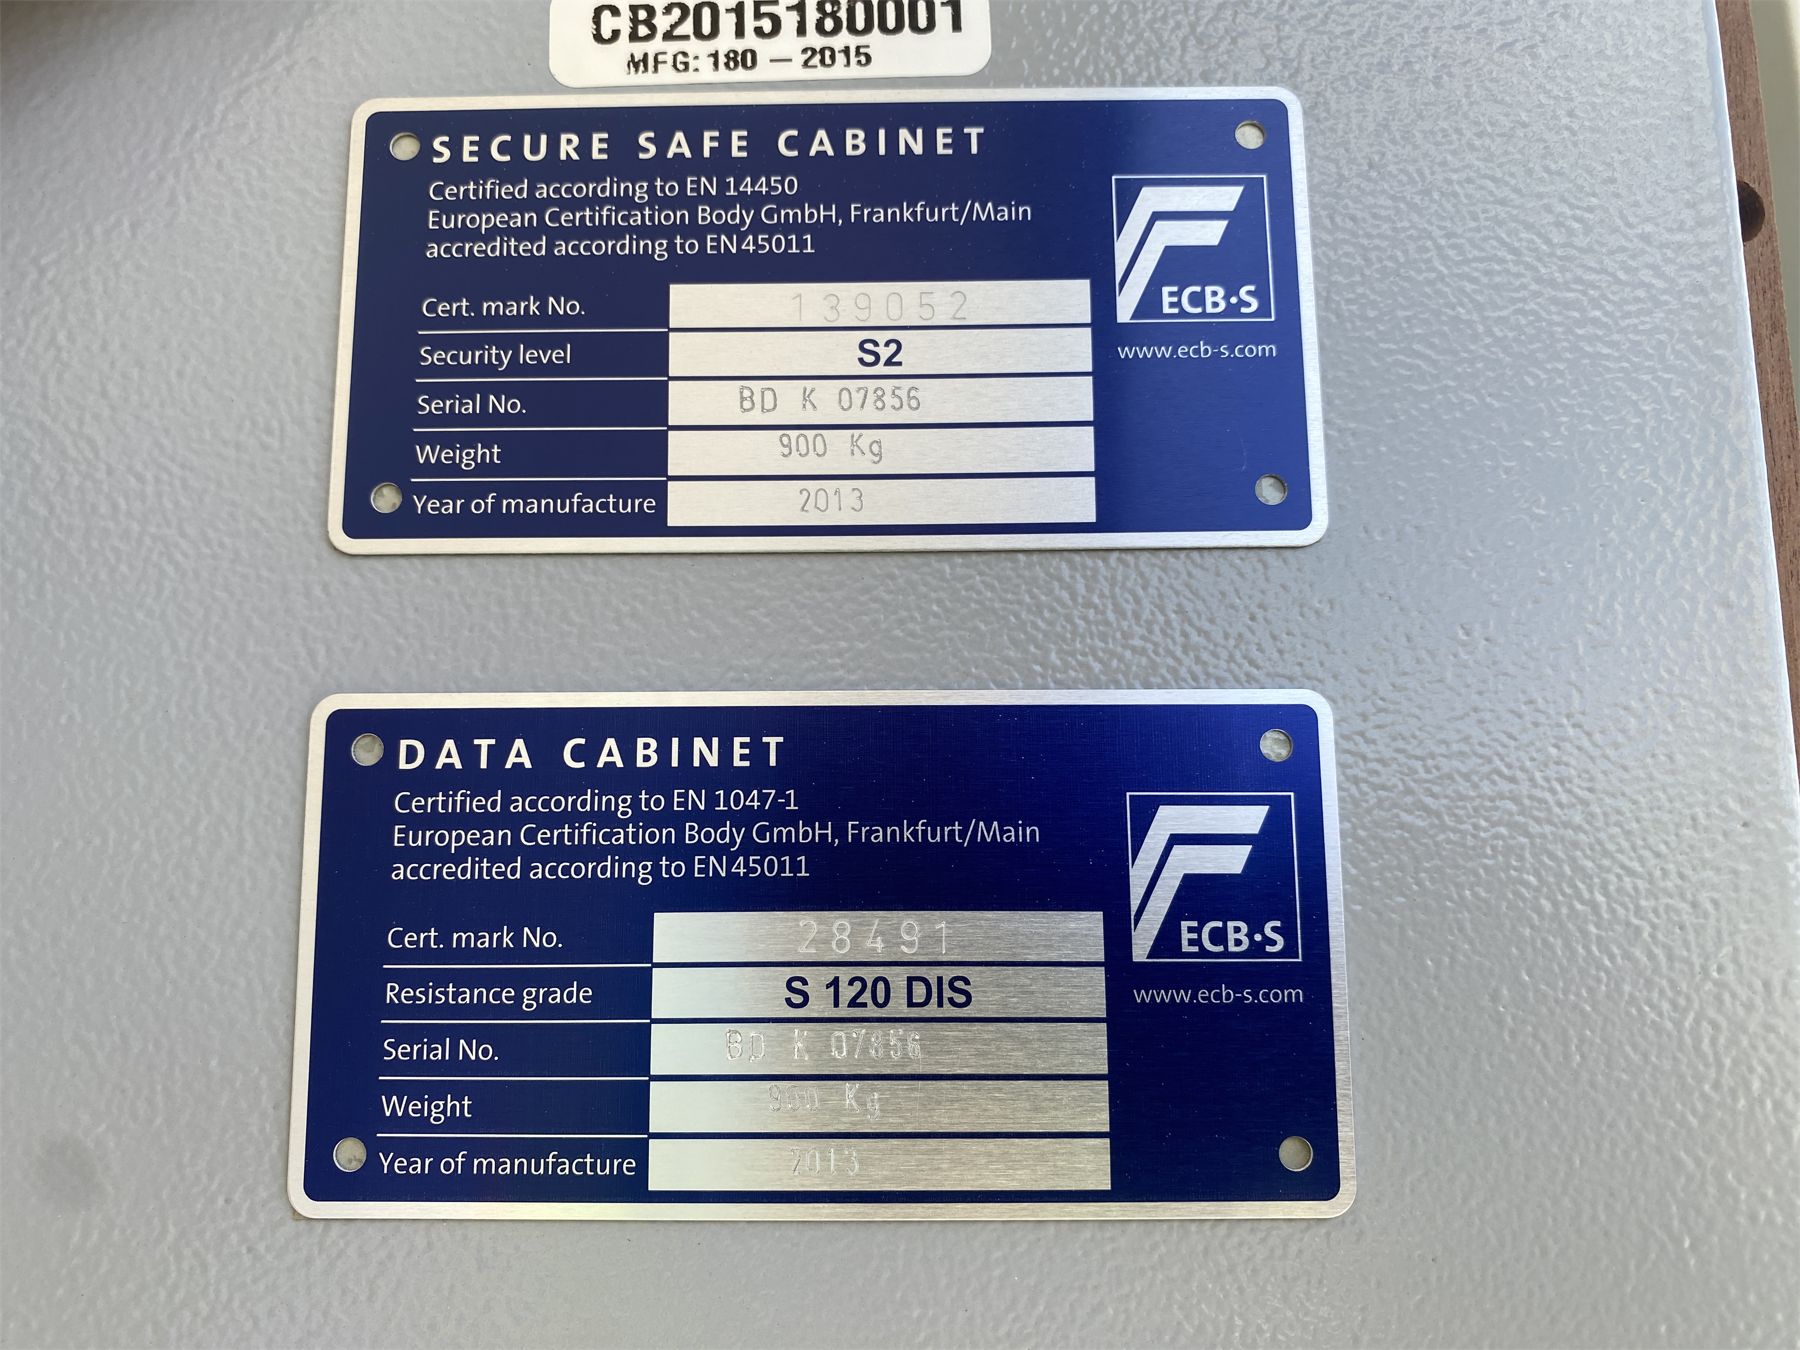 CB2015180001
MFG: 180 – 2015
SECURE SAFE CABINET
Certified according to EN 14450
European Certification Body GmbH, Frankfurt/Main
accredited according to EN 45011
Cert. mark No. 139052
Security level S2
Serial No. BD K 07856
Weight 900 Kg
Year of manufacture 2013
ECB·S
www.ecb-s.com
DATA CABINET
Certified according to EN 1047-1
European Certification Body GmbH, Frankfurt/Main
accredited according to EN 45011
Cert. mark No. 28491
Resistance grade S 120 DIS
Serial No. BD K 07856
Weight 900 Kg
Year of manufacture 2013
ECB·S
www.ecb-s.com